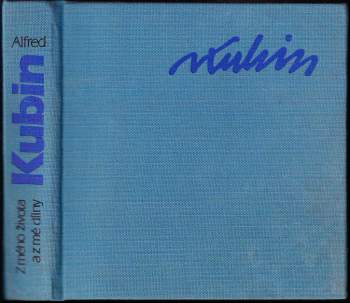 Alfred
Kubin
Z mého života
a z mé dílny
Kubin